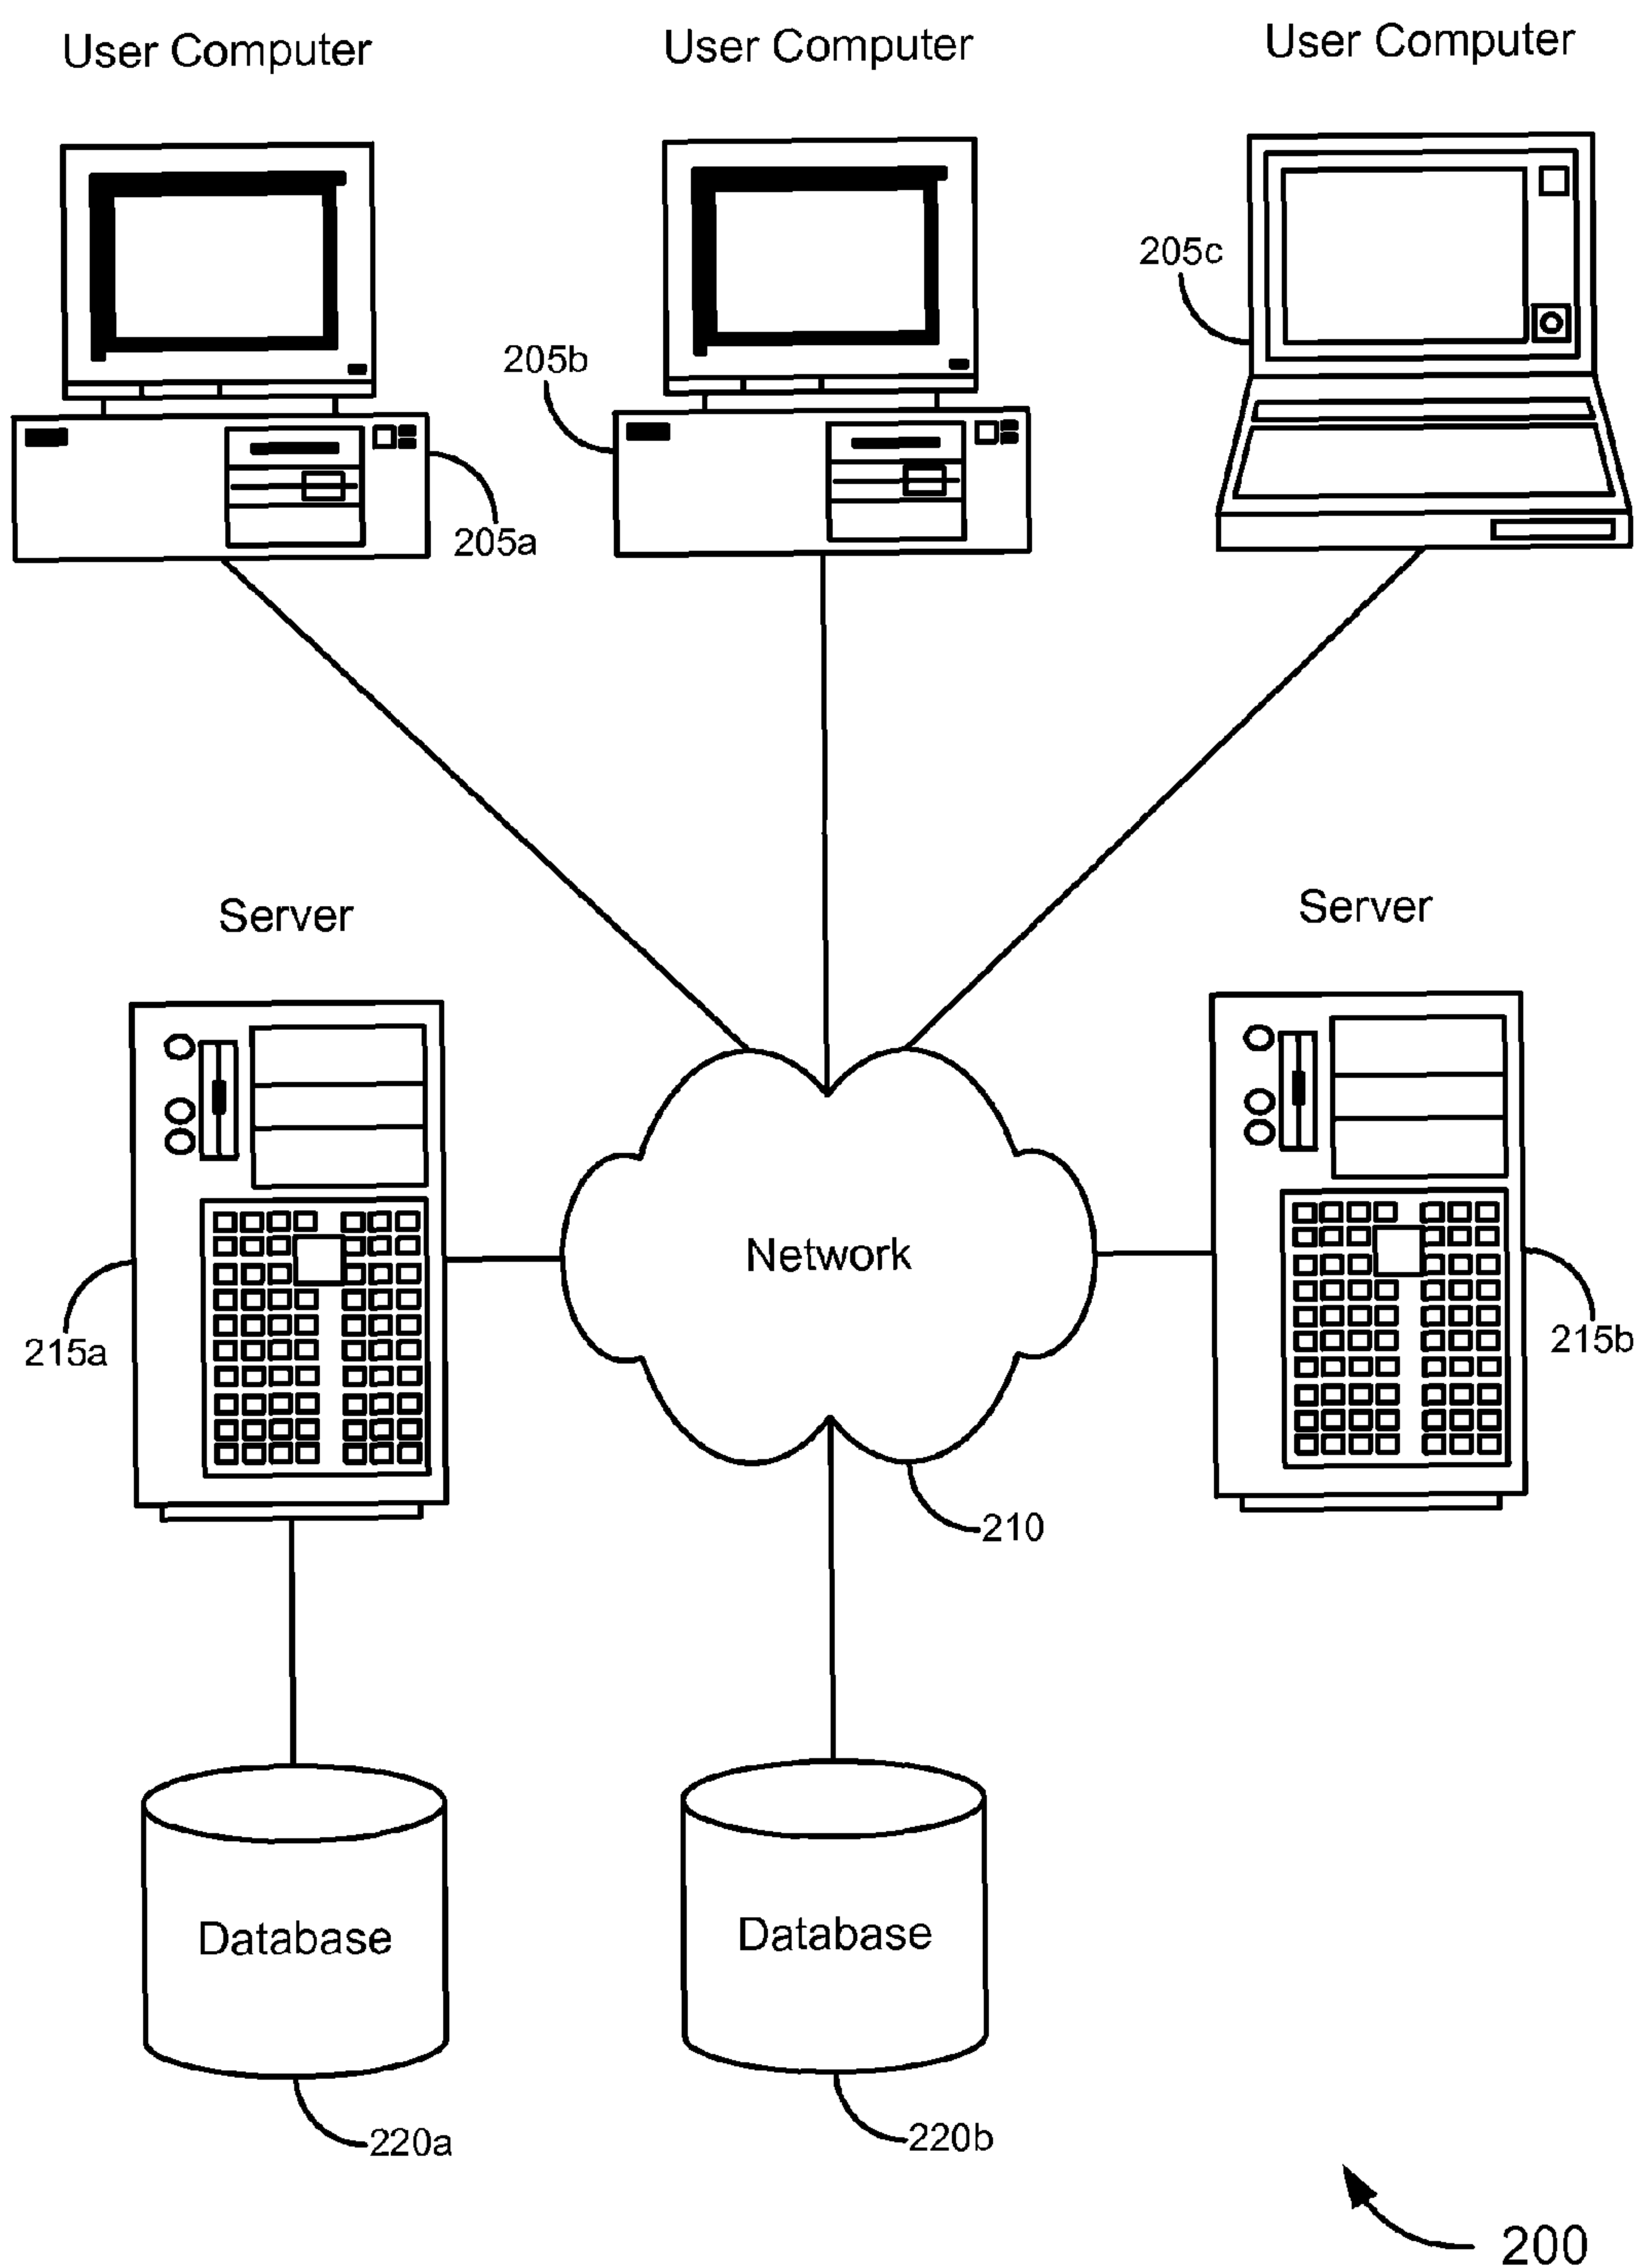 User Computer
User Computer
User Computer
205c
205b
205a
Server
Server
Network
215a
215b
210
Database
Database
220a
220b
200